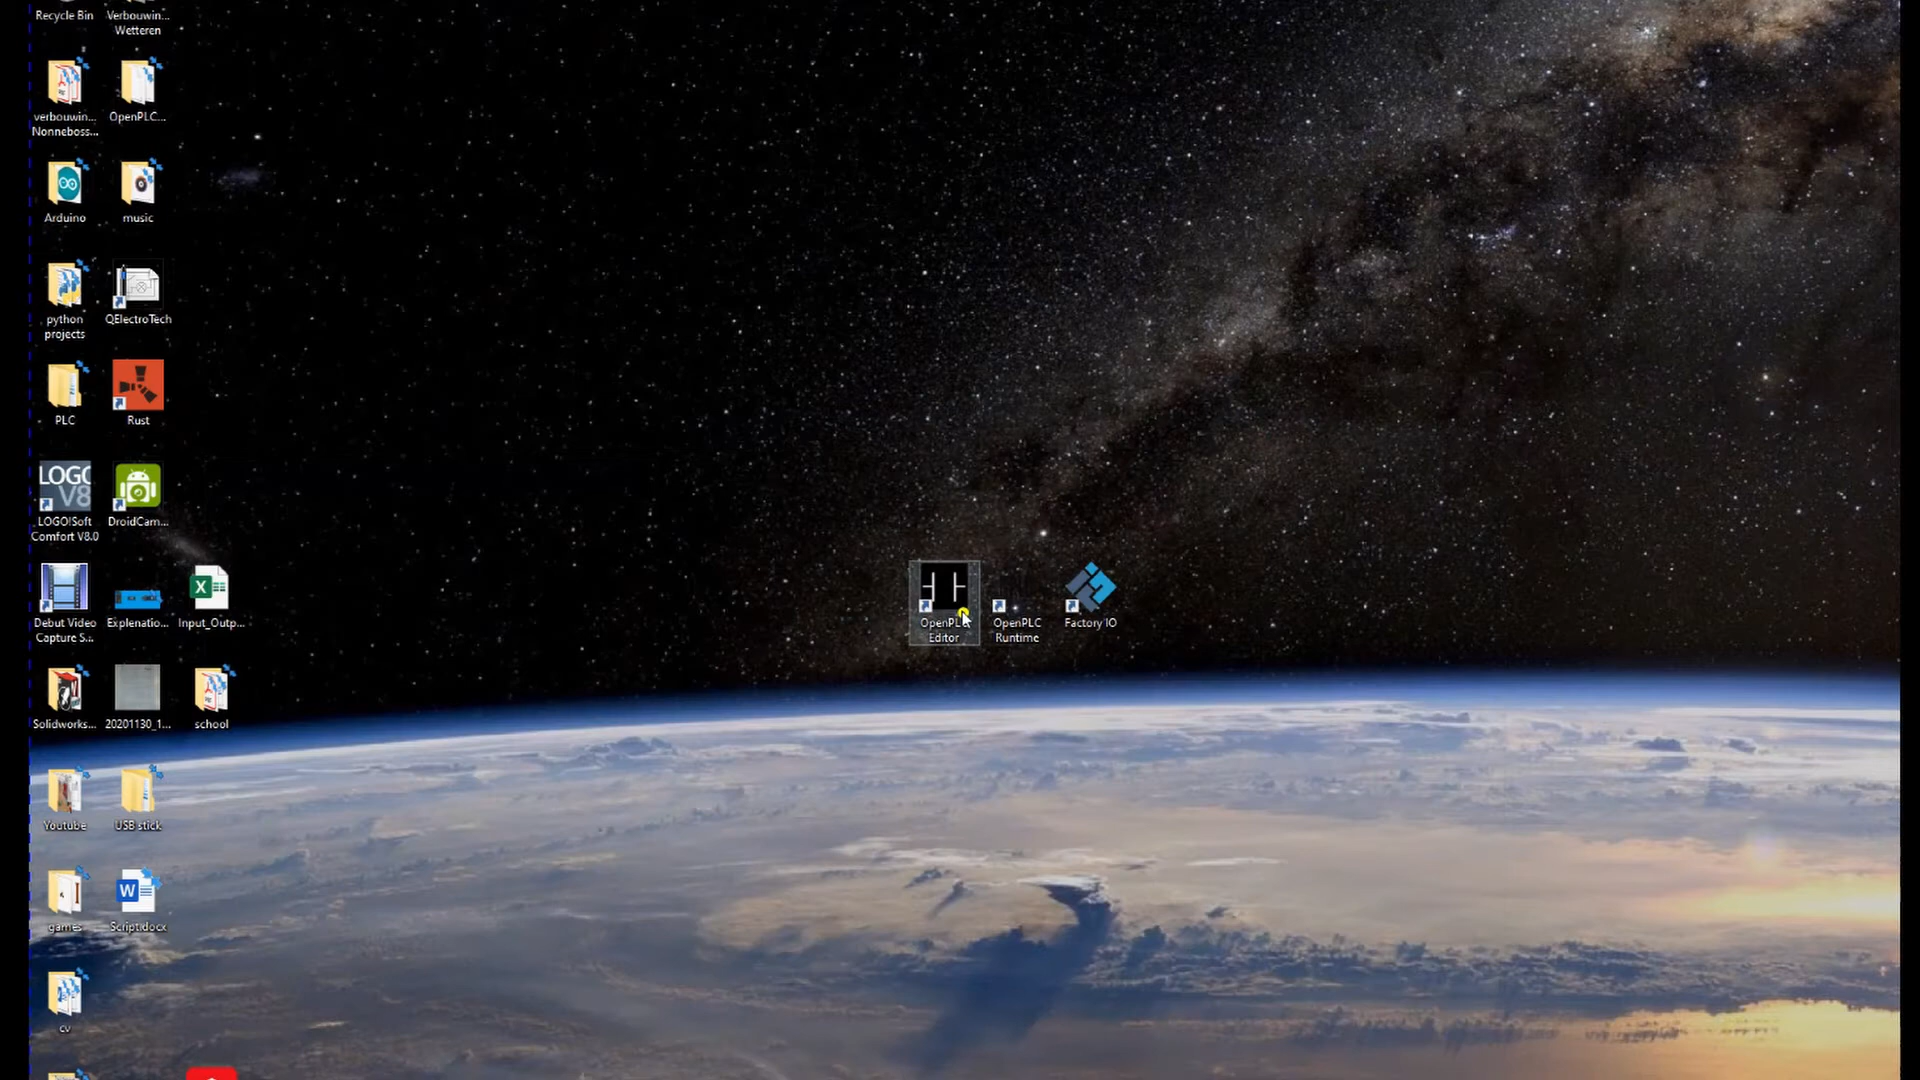 Recycle Bin
Verbouwin...
Wetteren
verbouwin...
Nonneboss...
OpenPLC...
Arduino
music
python
projects
QElectroTech
PLC
Rust
LOGO
V8
LOGO!Soft
Comfort V8.0
DroidCam...
Debut Video
Capture S...
Explenatio...
X
Input_Outp...
OpenPLC
Editor
OpenPLC
Runtime
Factory IO
Solidworks...
20201130_1...
school
Youtube
USB stick
games
W
Script.docx
cv